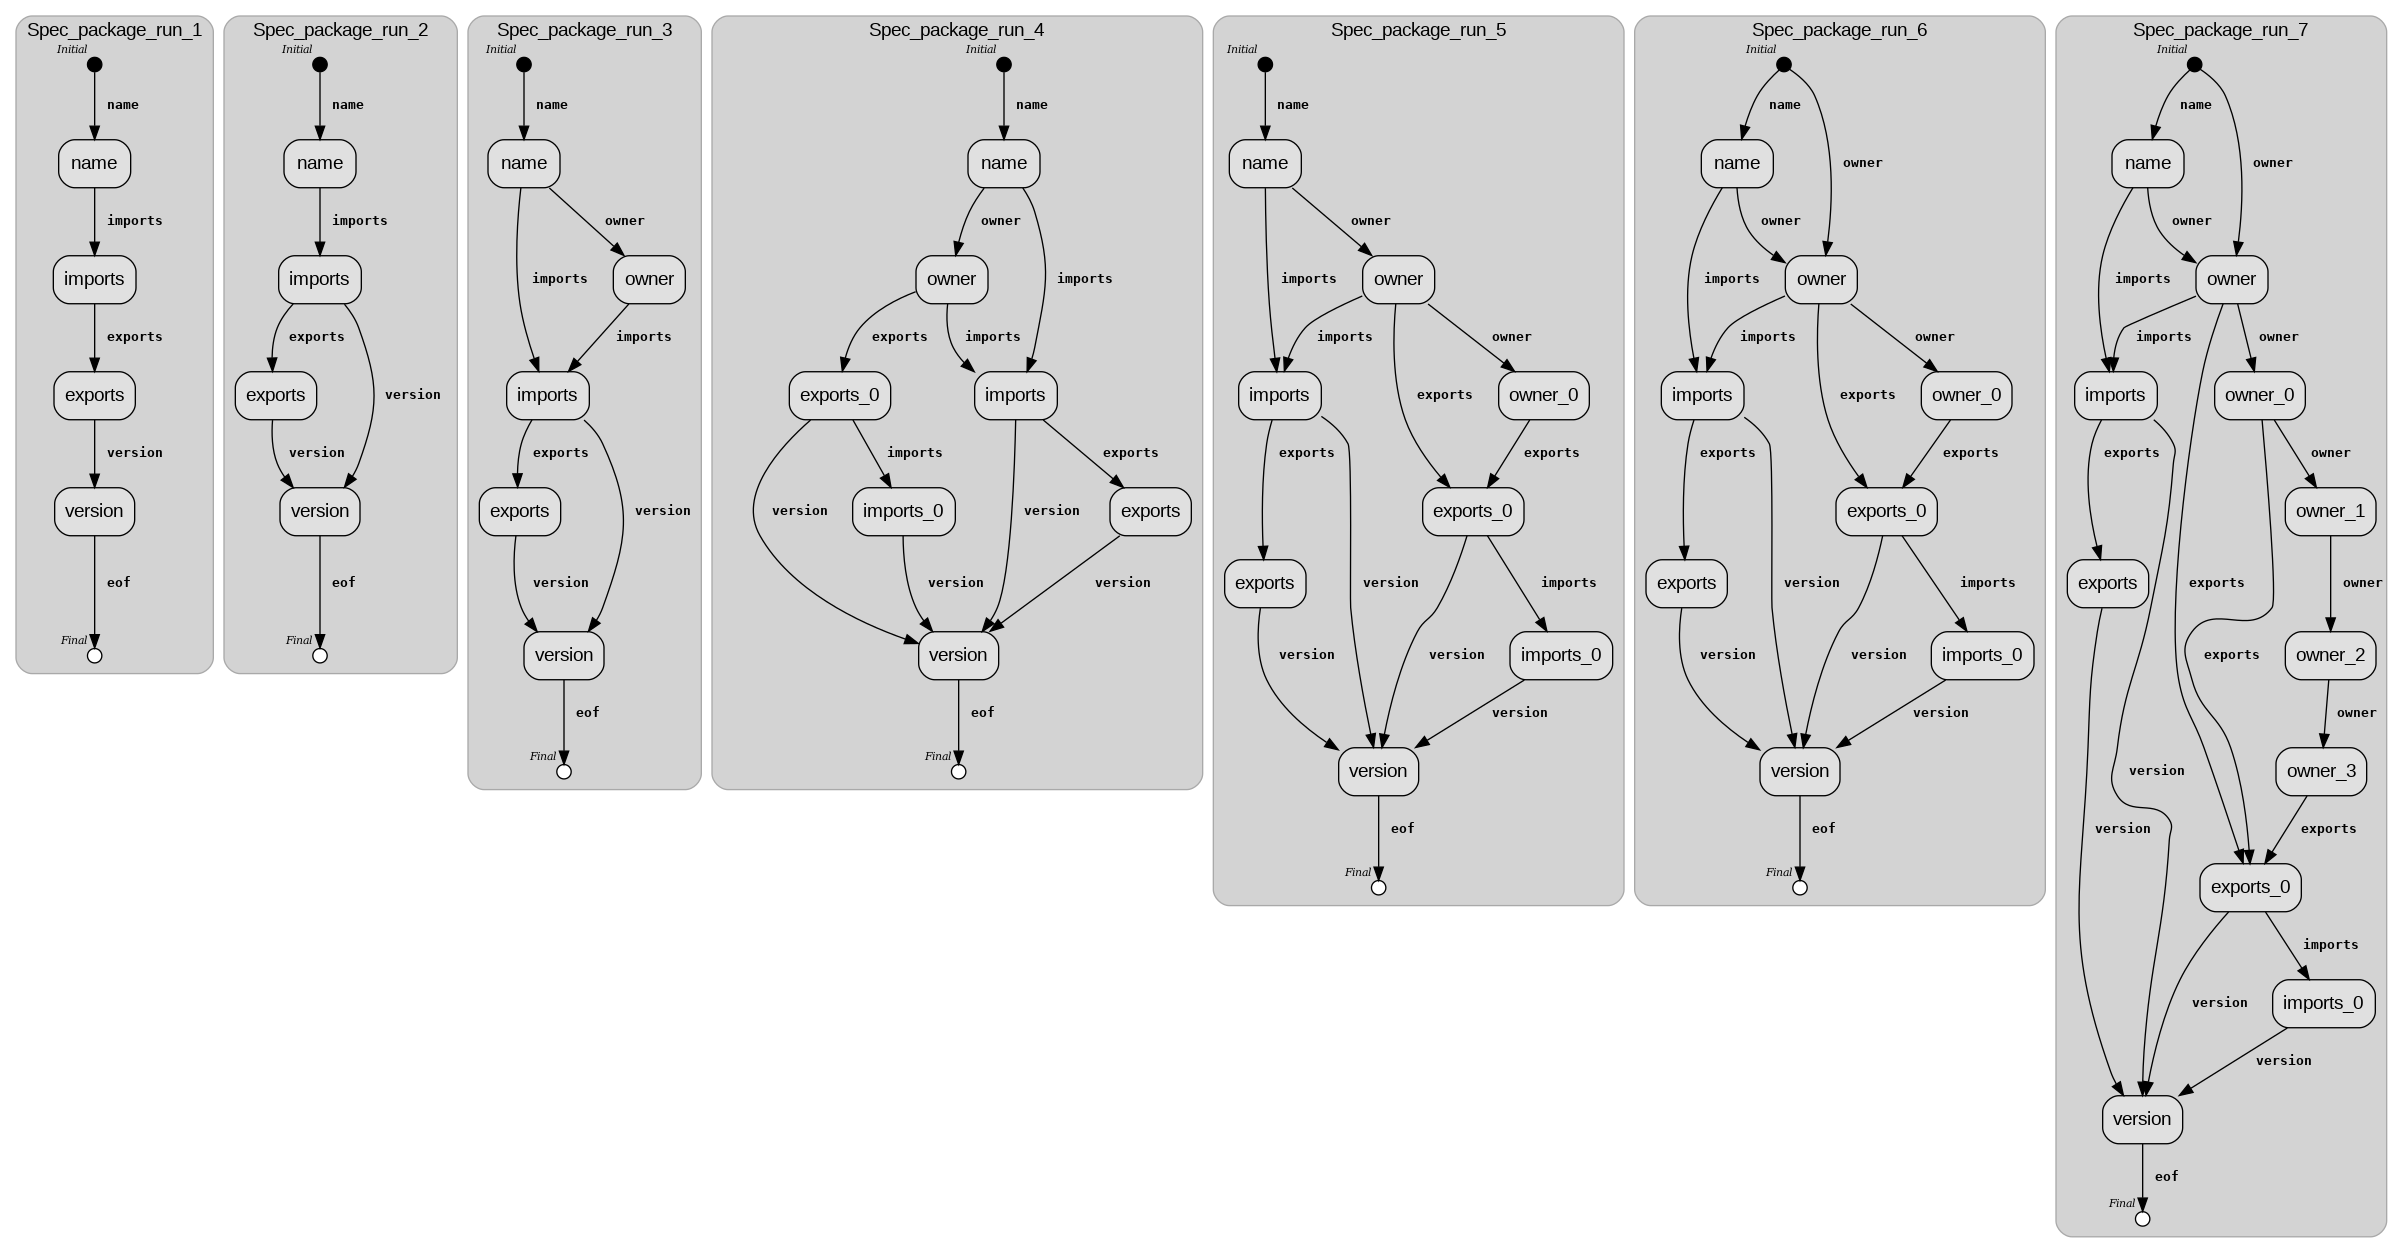 Spec_package_run_1
Initial
name
name
imports
imports
exports
exports
version
version
eof
Final
Spec_package_run_2
Initial
name
name
imports
imports
exports
exports
version
version
version
eof
Final
Spec_package_run_3
Initial
name
name
owner
imports
owner
imports
imports
exports
exports
version
version
version
eof
Final
Spec_package_run_4
Initial
name
name
owner
owner
imports
exports
imports
exports_0
imports
imports
exports
version
imports_0
version
exports
version
version
version
eof
Final
Spec_package_run_5
Initial
name
name
owner
imports
owner
imports
owner
imports
exports
owner_0
exports
exports
exports_0
exports
version
imports
version
version
imports_0
version
version
eof
Final
Spec_package_run_6
Initial
name
name
owner
owner
imports
owner
imports
owner
imports
exports
owner_0
exports
exports
exports_0
exports
version
imports
version
version
imports_0
version
version
eof
Final
Spec_package_run_7
Initial
name
name
owner
owner
imports
owner
imports
owner
imports
owner_0
exports
owner
owner_1
exports
exports
owner
exports
owner_2
owner
version
owner_3
version
exports
exports_0
imports
version
imports_0
version
version
eof
Final